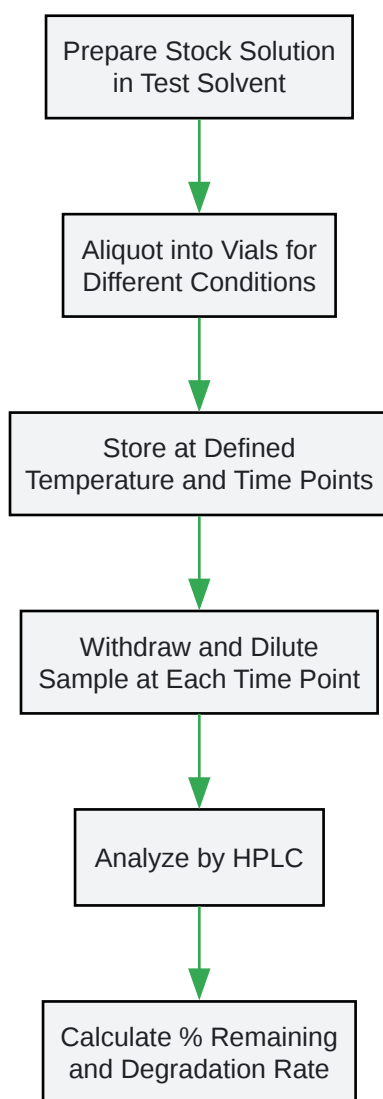 Prepare Stock Solution
in Test Solvent
Aliquot into Vials for
Different Conditions
Store at Defined
Temperature and Time Points
Withdraw and Dilute
Sample at Each Time Point
Analyze by HPLC
Calculate % Remaining
and Degradation Rate